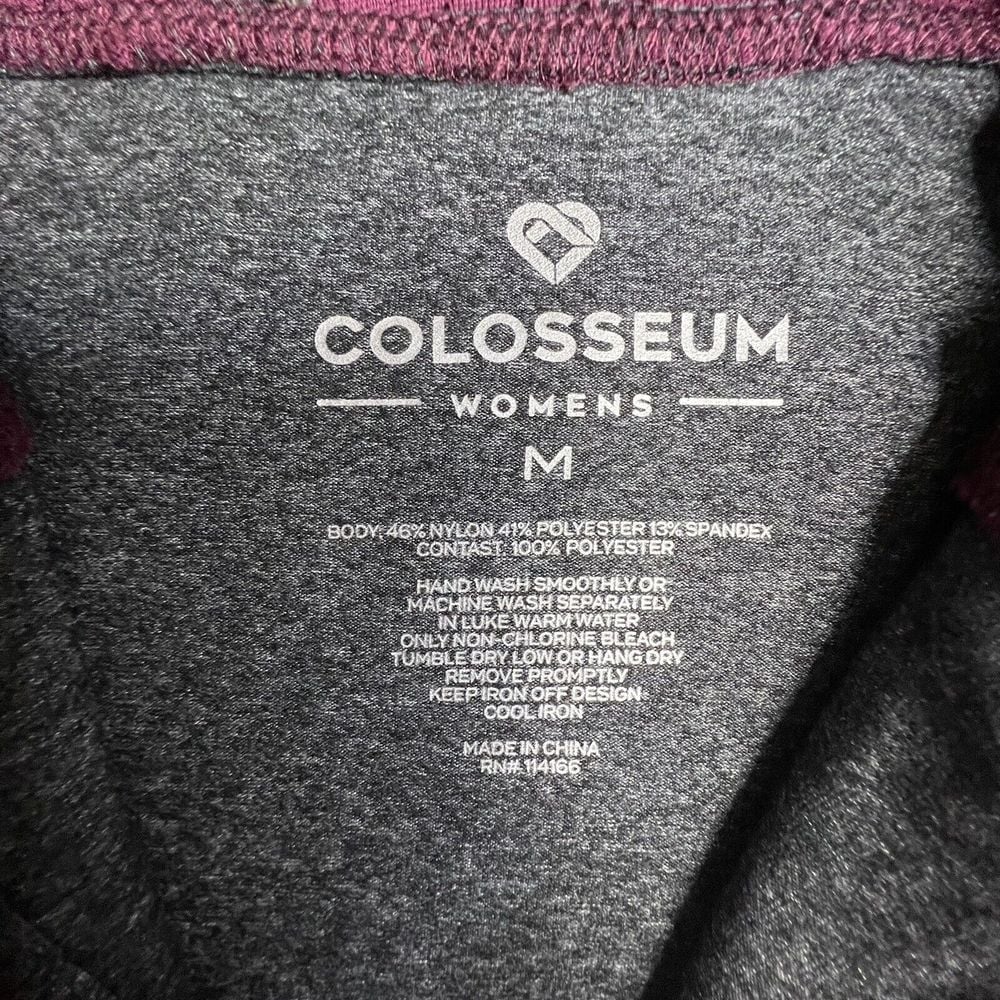 COLOSSEUM
WOMENS
M
BODY: 46% NYLON 41% POLYESTER 13% SPANDEX
CONTAST: 100% POLYESTER
HAND WASH SMOOTHLY OR
MACHINE WASH SEPARATELY
IN LUKE WARM WATER
ONLY NON-CHLORINE BLEACH
TUMBLE DRY LOW OR HANG DRY
REMOVE PROMPTLY
KEEP IRON OFF DESIGN
COOL IRON
MADE IN CHINA
RN# 114166